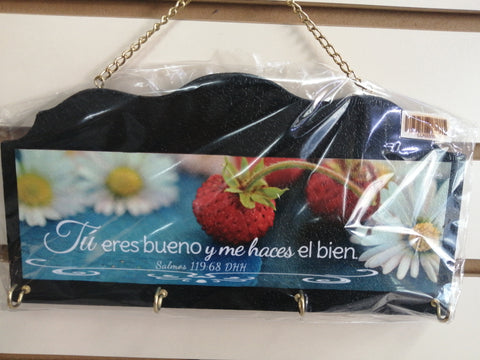 Tú eres bueno y me haces el bien.
Salmos 119:68 DHH